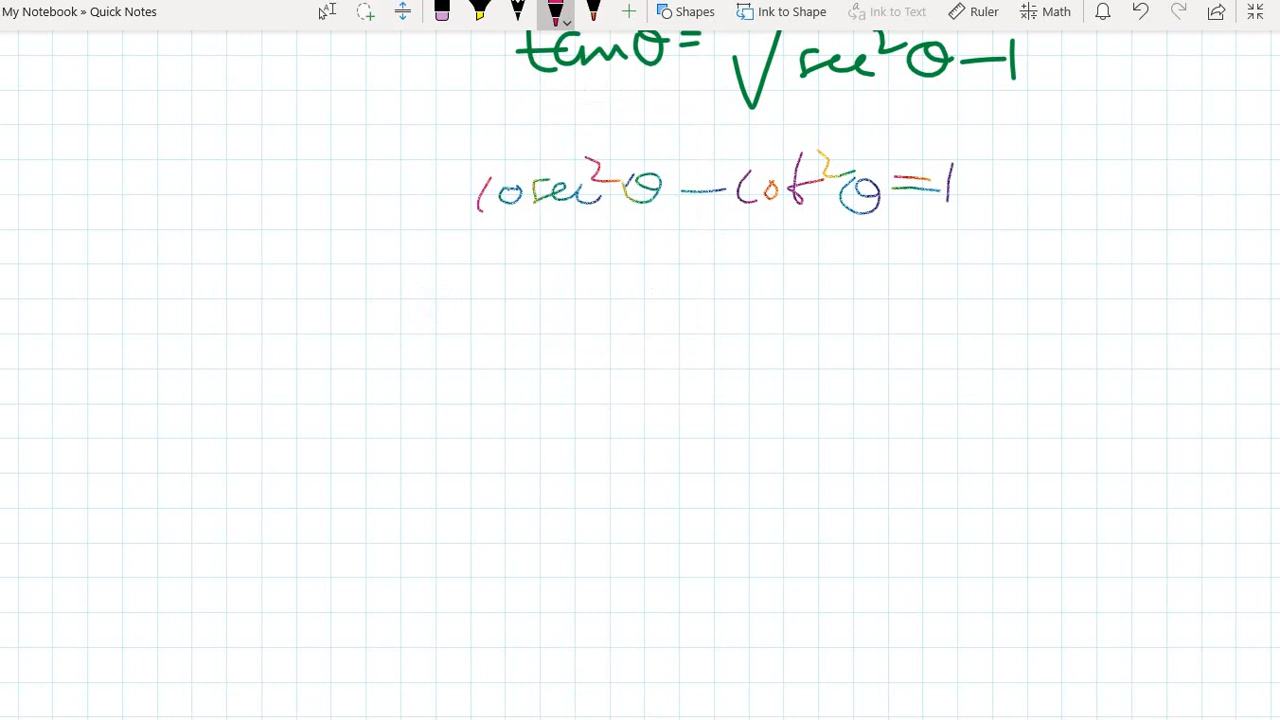 My Notebook » Quick Notes
Shapes
Ink to Shape
Ink to Text
Ruler
Math
tanθ = √sec²θ-1
cosec²θ - cot²θ = 1